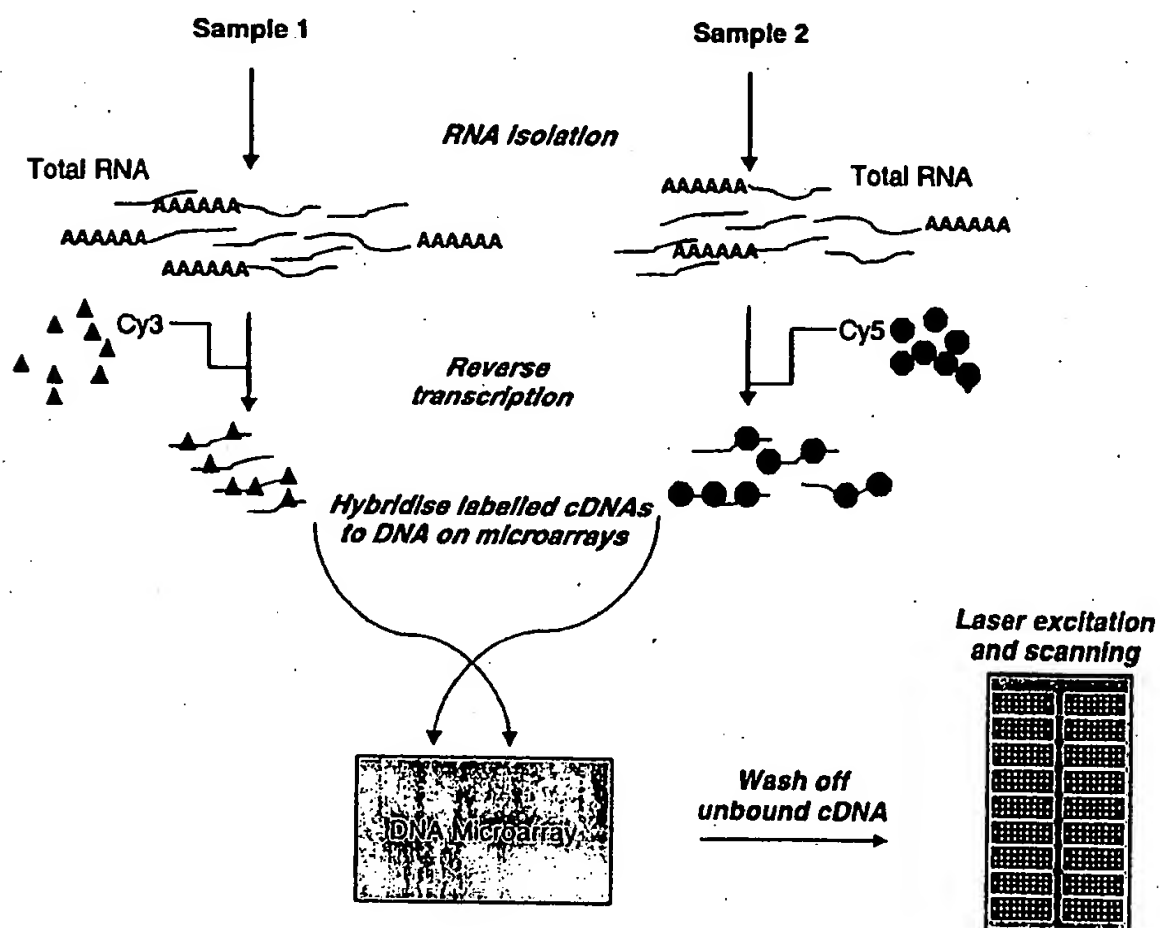 Sample 1
Sample 2
RNA isolation
Total RNA
Total RNA
AAAAAA
AAAAAA
AAAAAA
AAAAAA
AAAAAA
AAAAAA
AAAAAA
AAAAAA
Cy3
Cy5
Reverse
transcription
Hybridise labelled cDNAs
to DNA on microarrays
Laser excitation
and scanning
DNA Microarray
Wash off
unbound cDNA